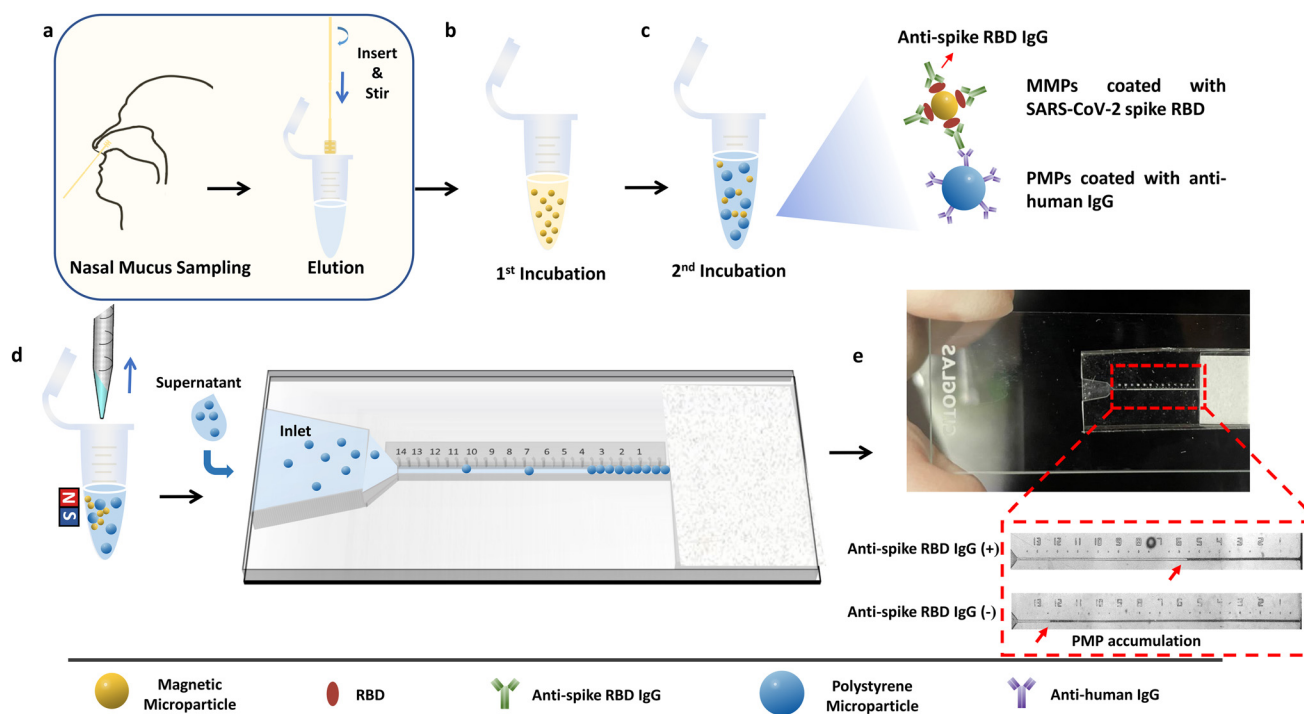 a
Insert
&
Stir
Nasal Mucus Sampling
Elution
b
1st Incubation
c
2nd Incubation
Anti-spike RBD IgG
MMPs coated with
SARS-CoV-2 spike RBD
PMPs coated with anti-
human IgG
d
N
S
Supernatant
Inlet
14 13 12 11 10 9 8 7 6 5 4 3 2 1
e
Anti-spike RBD IgG (+)
Anti-spike RBD IgG (-)
PMP accumulation
Magnetic
Microparticle
RBD
Anti-spike RBD IgG
Polystyrene
Microparticle
Anti-human IgG